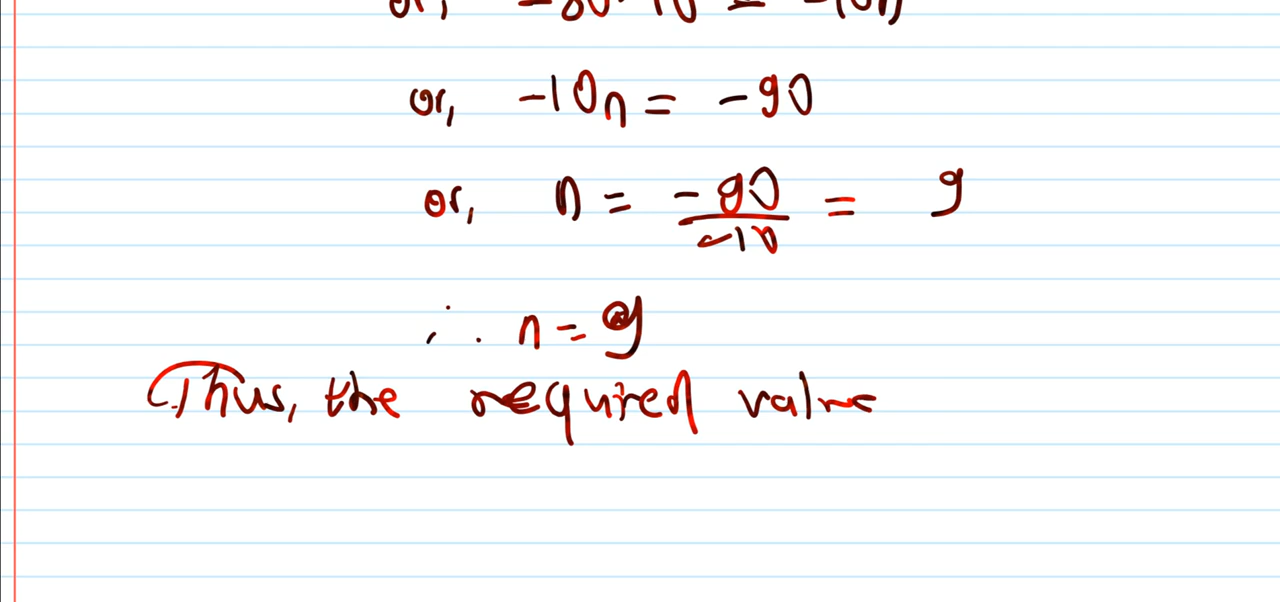 or, -10n = -90
or, n = -90/-10 = 9
∴ n = 9
Thus, the required value